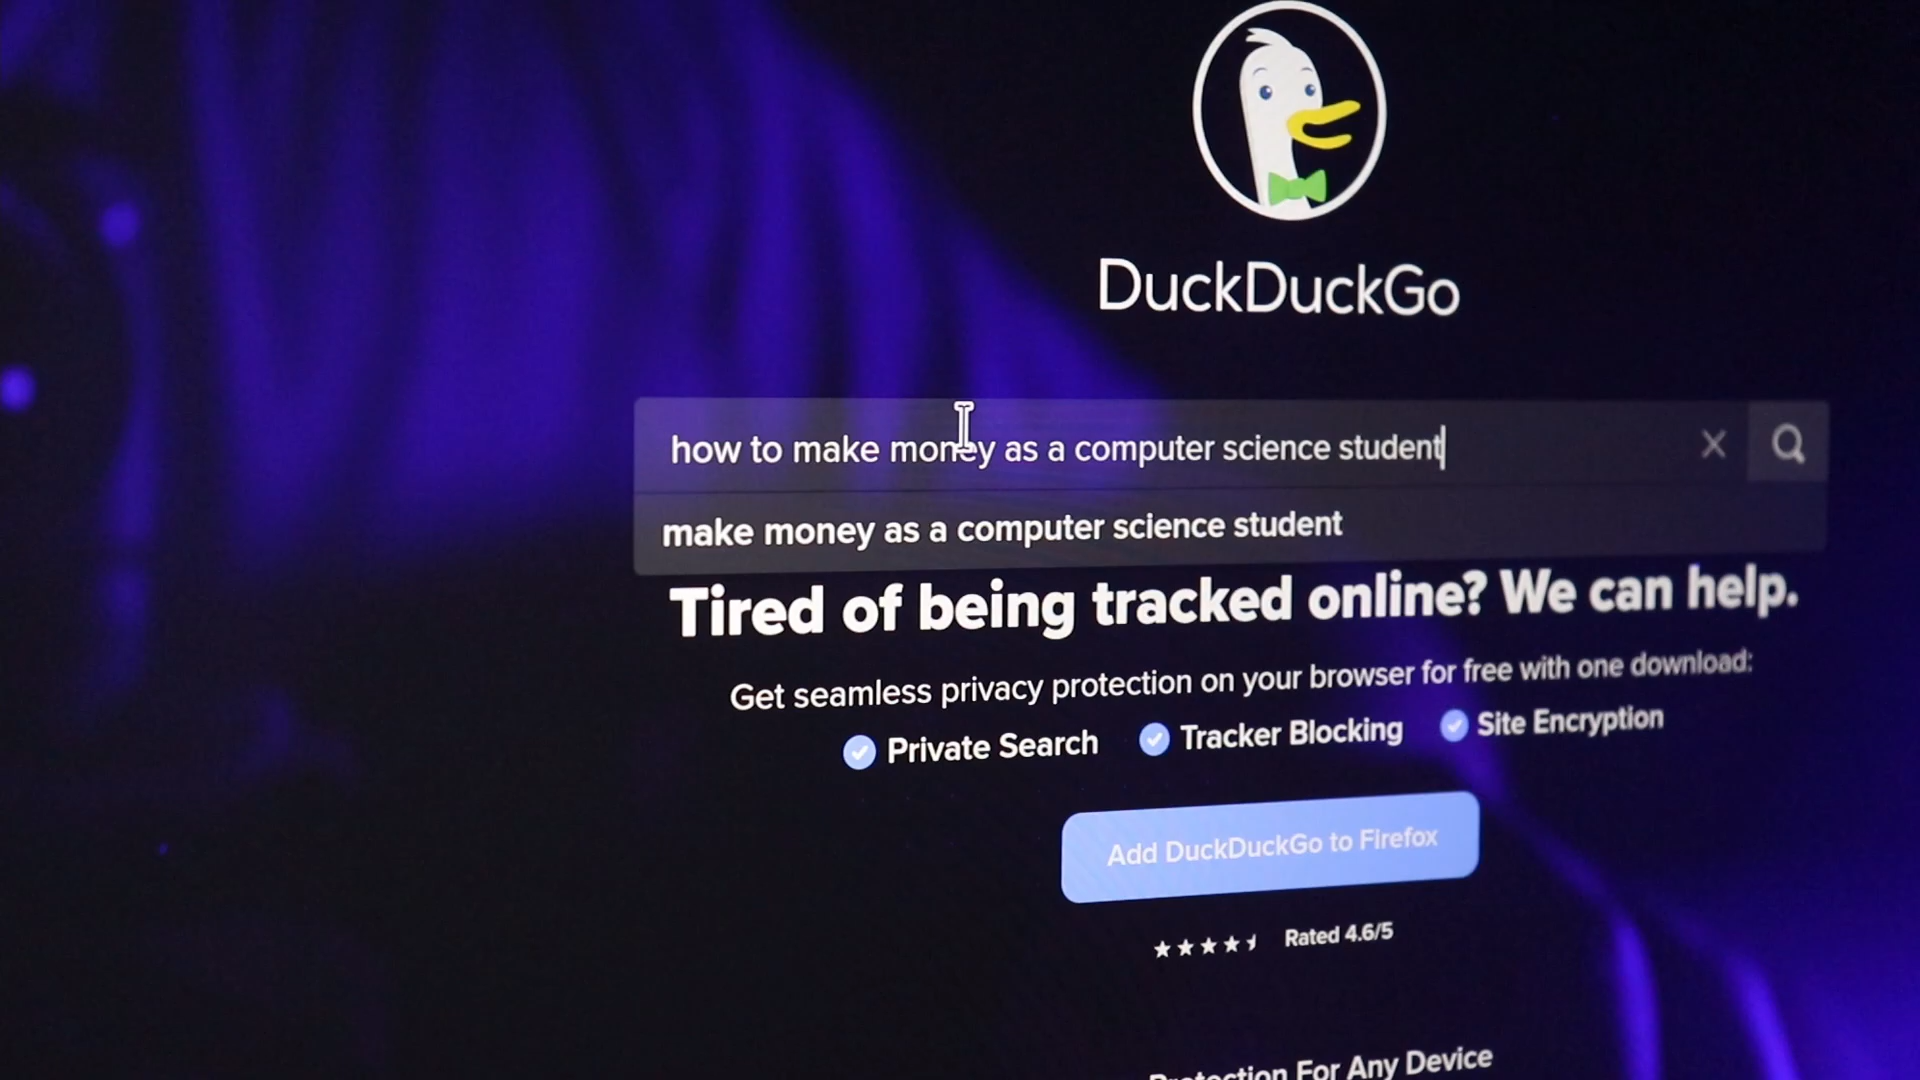 DuckDuckGo
how to make money as a computer science student
make money as a computer science student
Tired of being tracked online? We can help.
Get seamless privacy protection on your browser for free with one download:
Private Search Tracker Blocking Site Encryption
Add DuckDuckGo to Firefox
Rated 4.6/5
Protection For Any Device